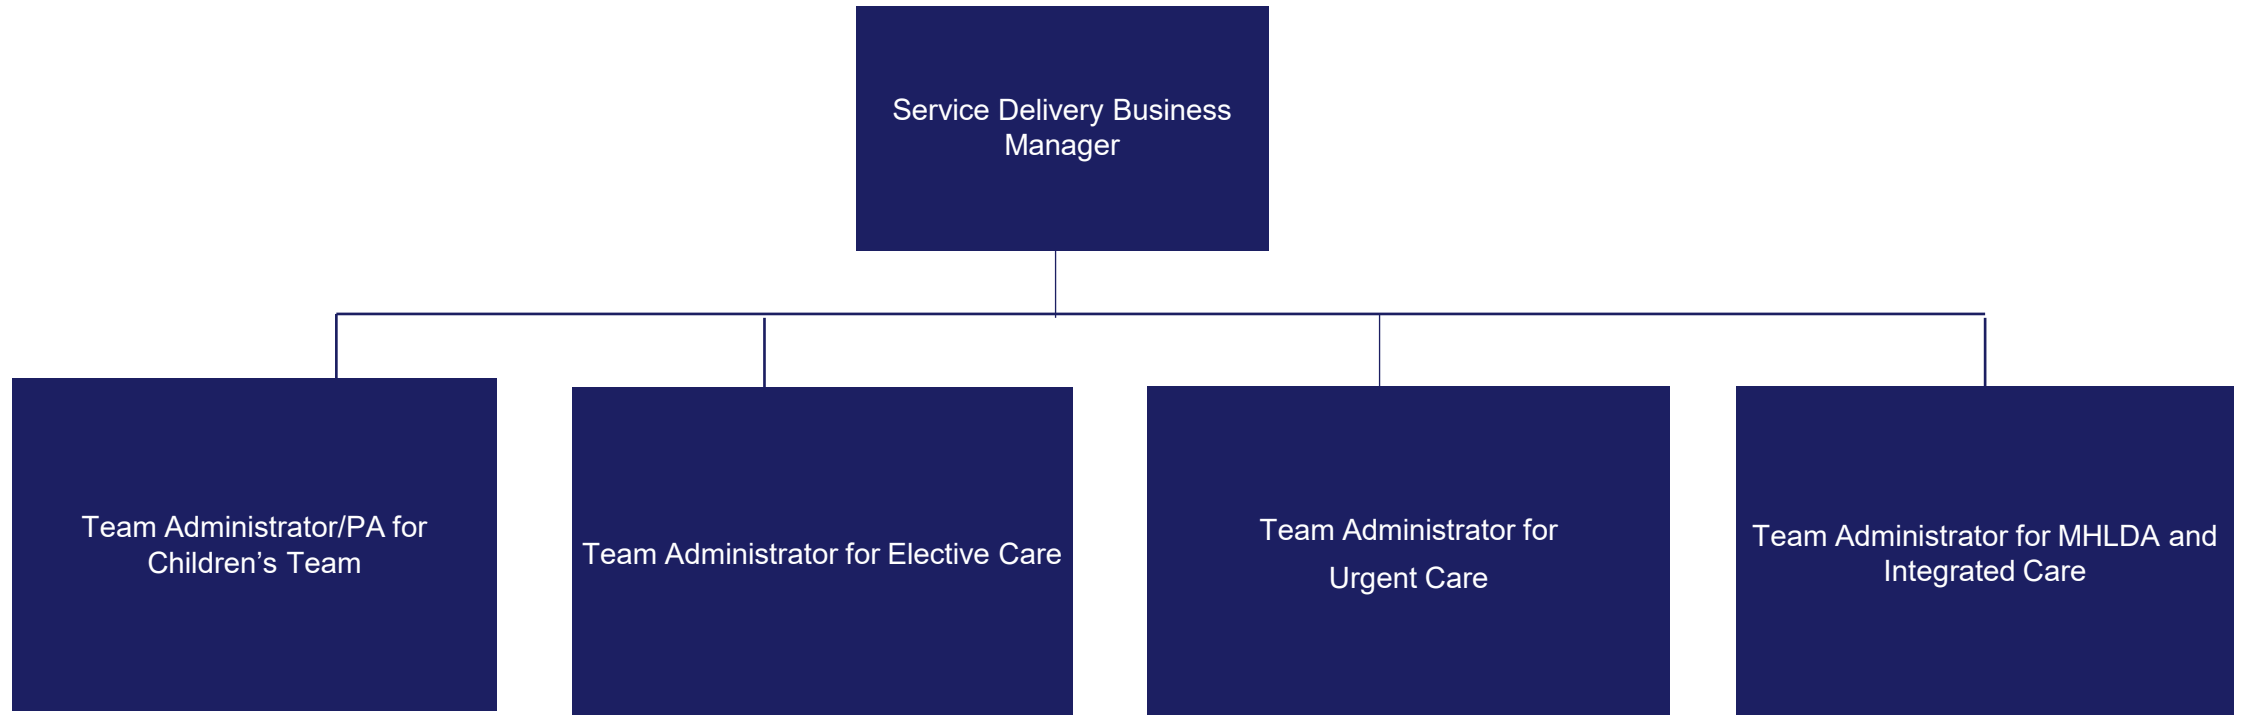 Service Delivery Business
Manager
Team Administrator/PA for
Children’s Team
Team Administrator for Elective Care
Team Administrator for
Urgent Care
Team Administrator for MHLDA and
Integrated Care